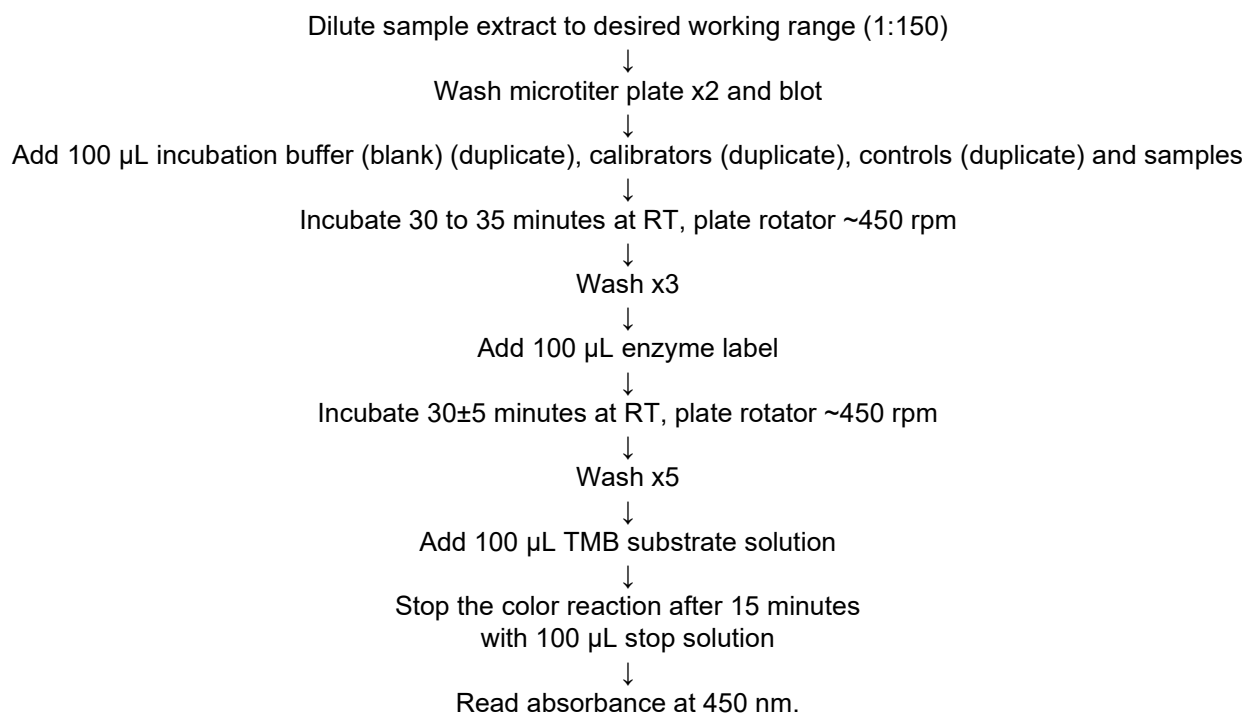 Dilute sample extract to desired working range (1:150)
↓
Wash microtiter plate x2 and blot
↓
Add 100 µL incubation buffer (blank) (duplicate), calibrators (duplicate), controls (duplicate) and samples
↓
Incubate 30 to 35 minutes at RT, plate rotator ~450 rpm
↓
Wash x3
↓
Add 100 µL enzyme label
↓
Incubate 30±5 minutes at RT, plate rotator ~450 rpm
↓
Wash x5
↓
Add 100 µL TMB substrate solution
↓
Stop the color reaction after 15 minutes
with 100 µL stop solution
↓
Read absorbance at 450 nm.